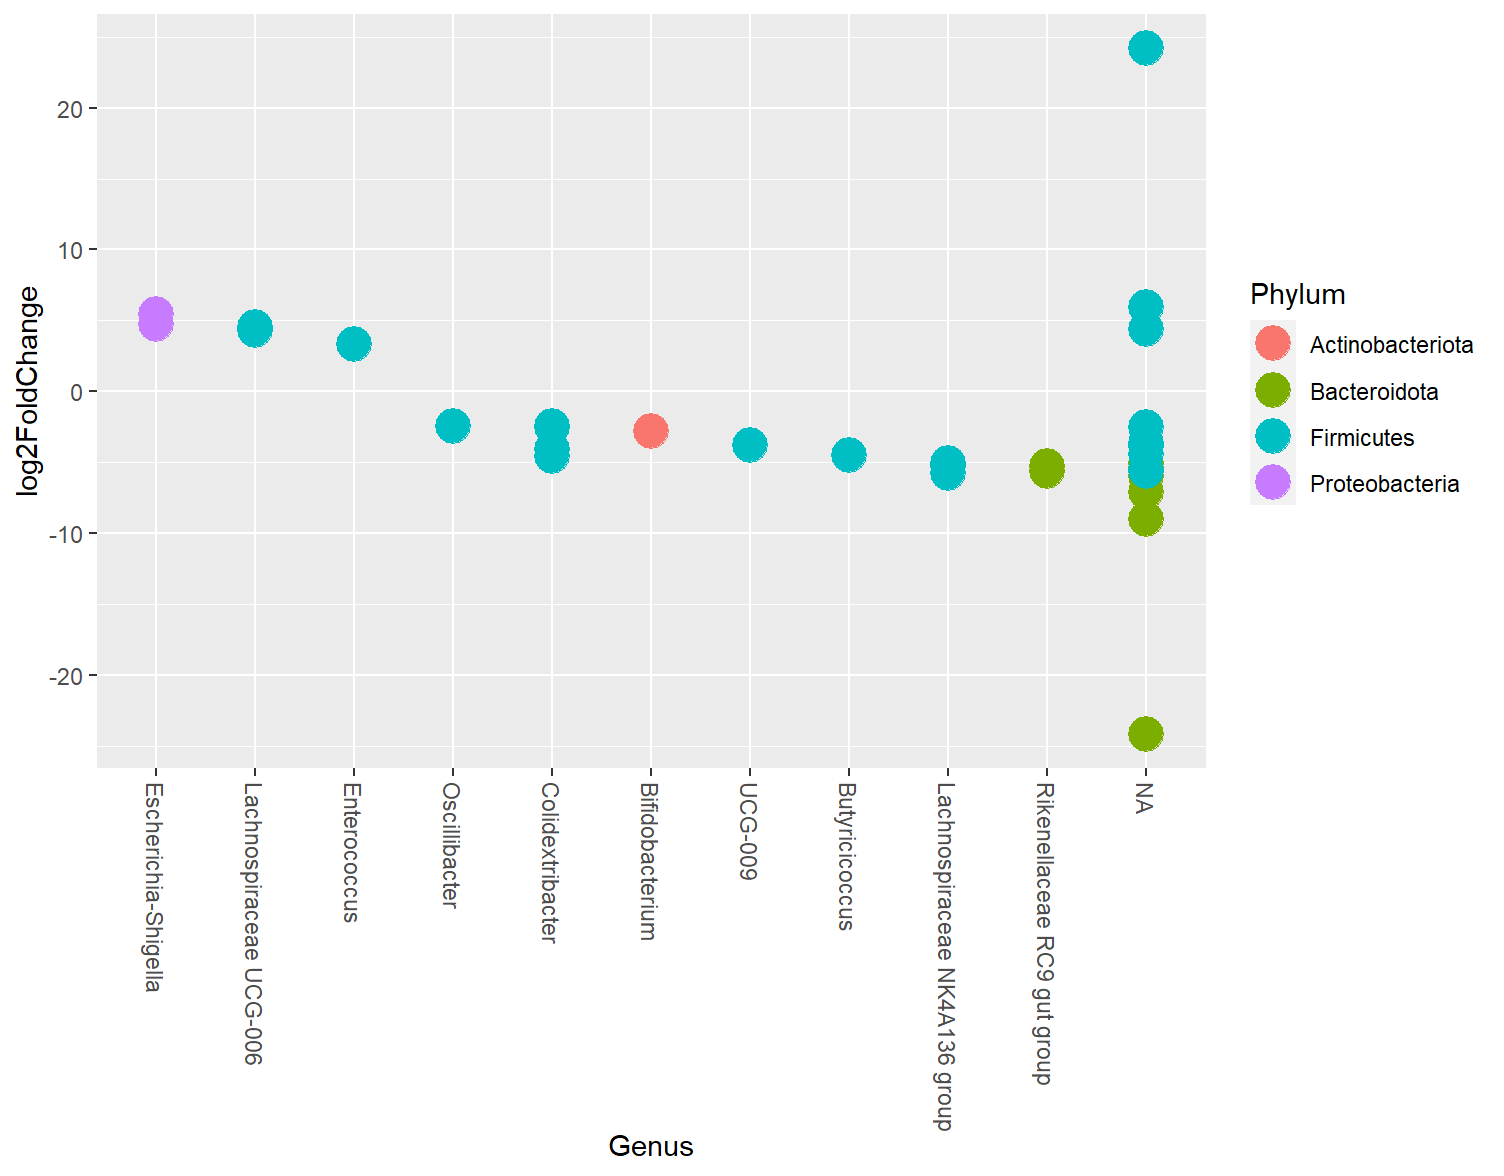 20
10
0
-10
-20
log2FoldChange
Escherichia-Shigella
Lachnospiraceae UCG-006
Enterococcus
Oscillibacter
Colidextribacter
Bifidobacterium
UCG-009
Butyricicoccus
Lachnospiraceae NK4A136 group
Rikenellaceae RC9 gut group
NA
Genus
Phylum
Actinobacteriota
Bacteroidota
Firmicutes
Proteobacteria